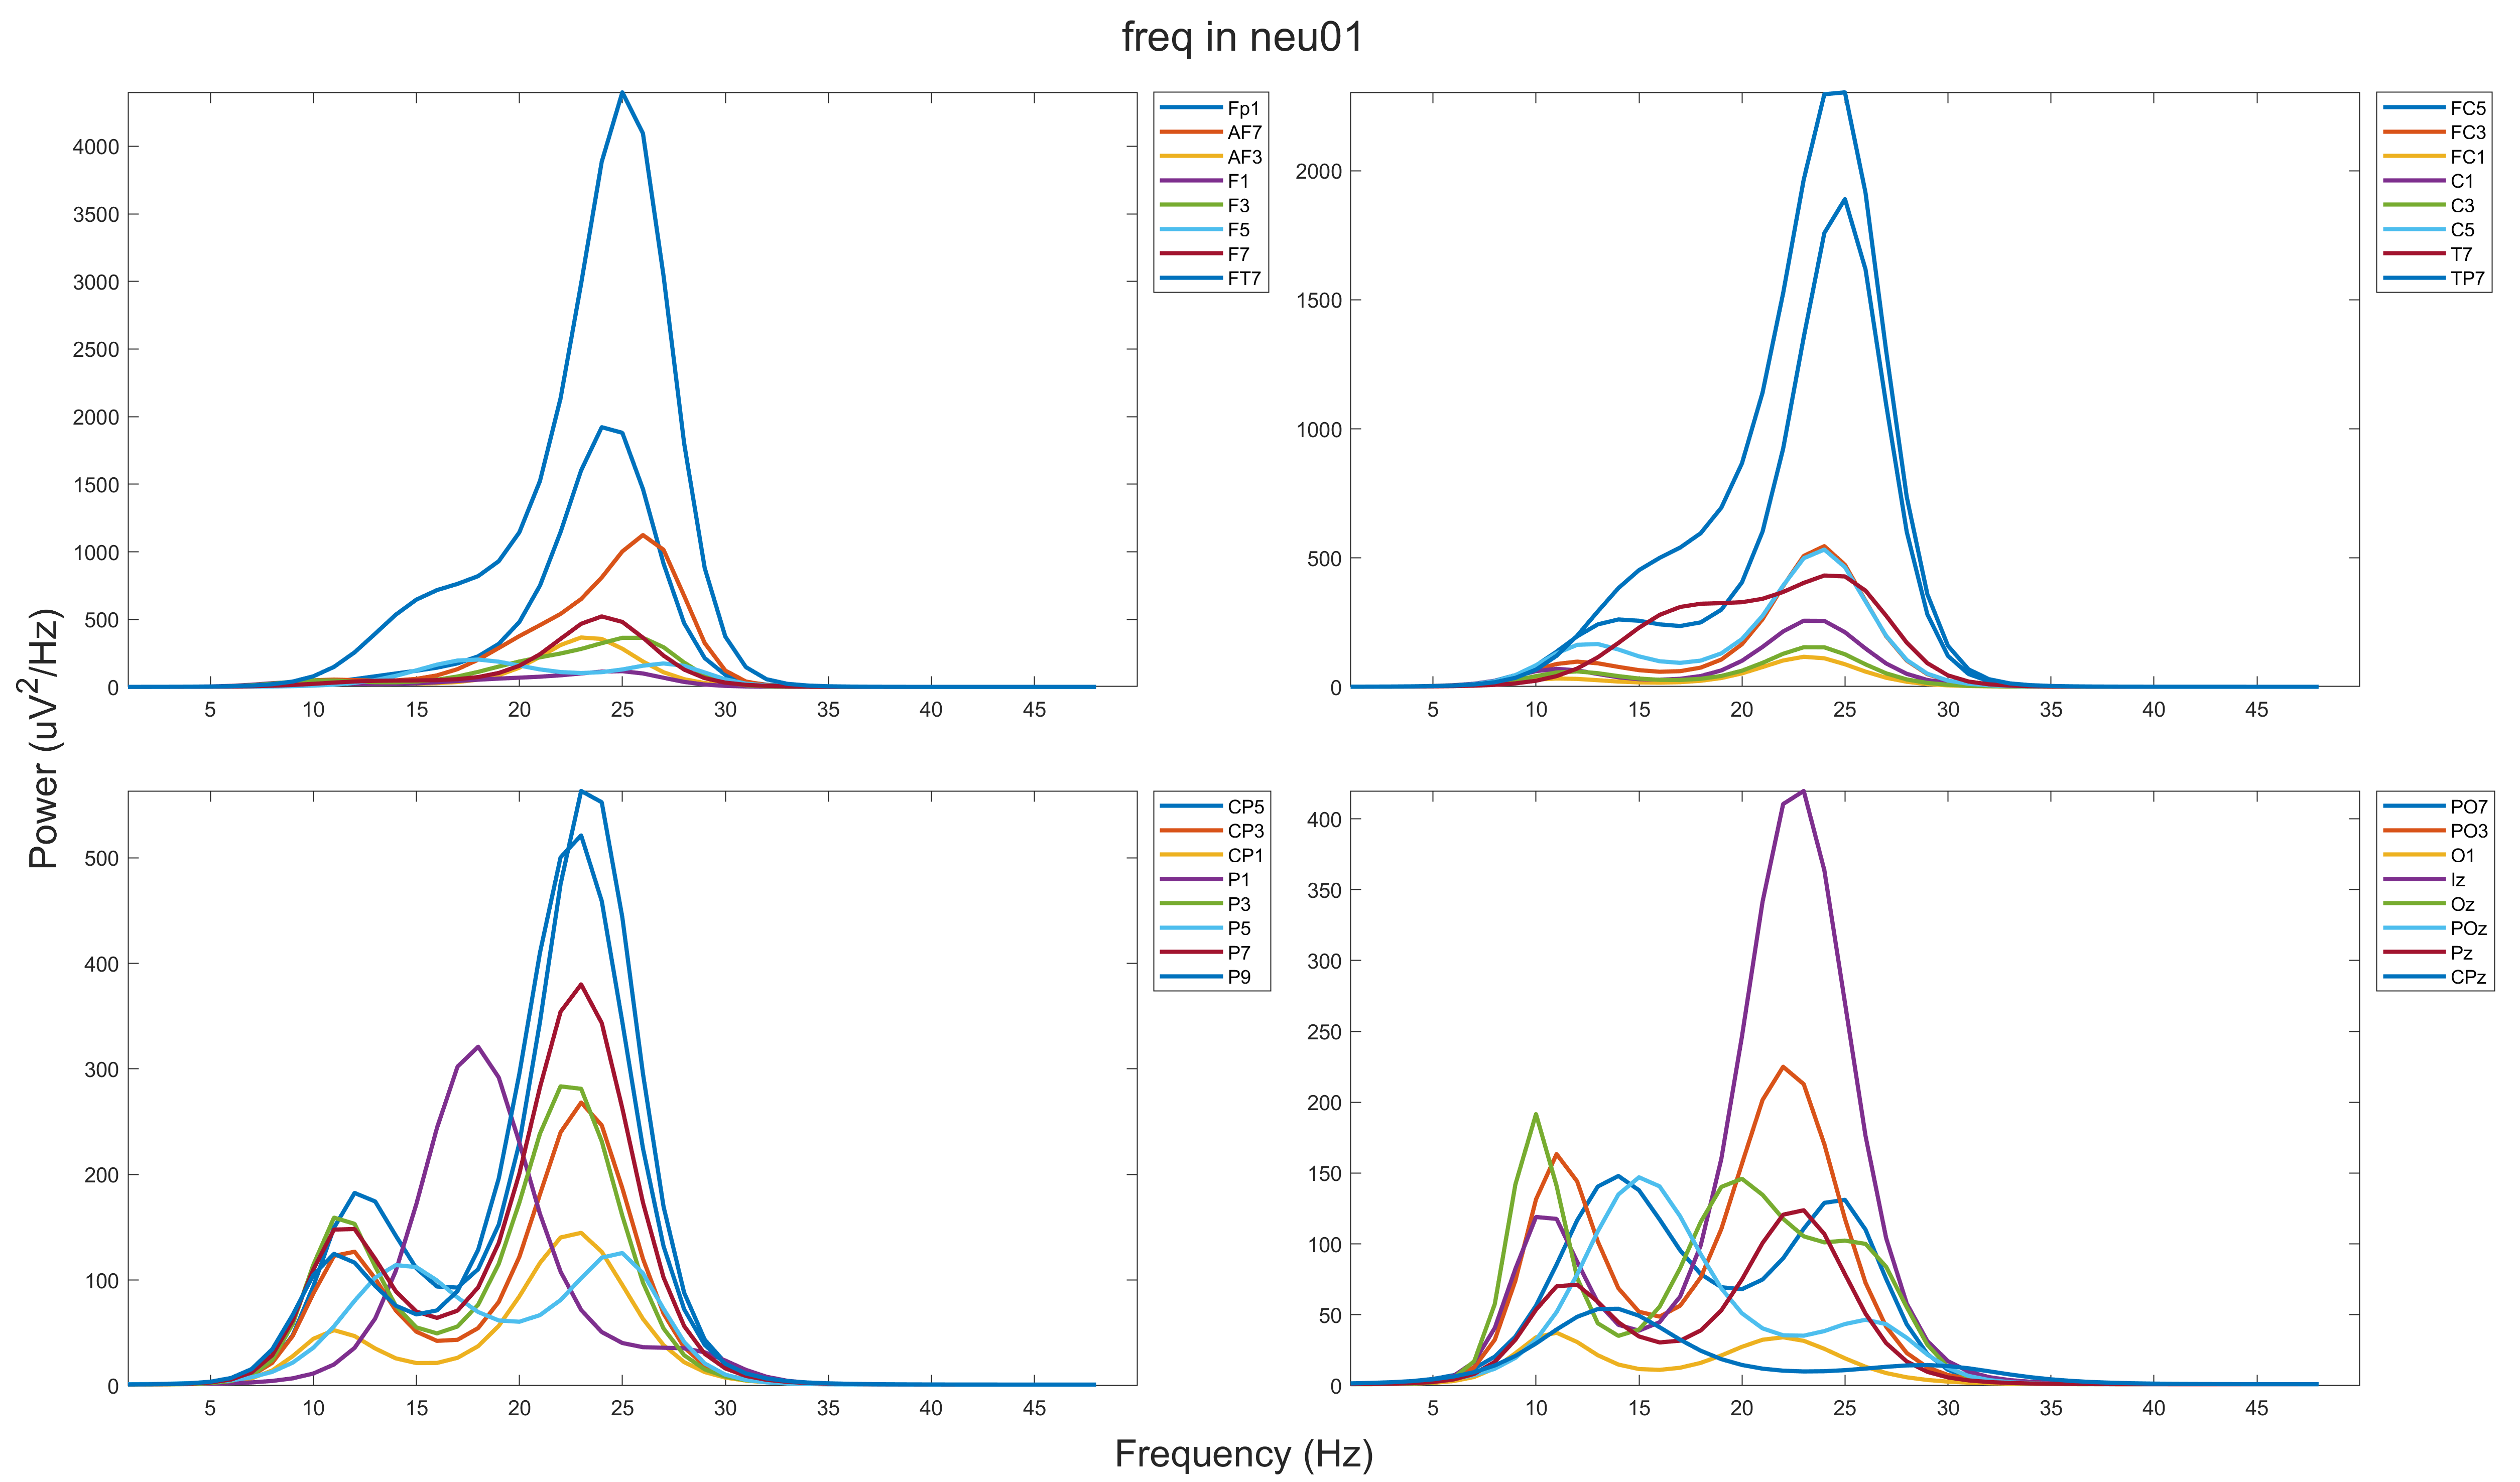 freq in neu01
Power (uV²/Hz)
4000
3500
3000
2500
2000
1500
1000
500
0
5 10 15 20 25 30 35 40 45
Fp1
AF7
AF3
F1
F3
F5
F7
FT7
2000
1500
1000
500
0
5 10 15 20 25 30 35 40 45
FC5
FC3
FC1
C1
C3
C5
T7
TP7
500
400
300
200
100
0
5 10 15 20 25 30 35 40 45
CP5
CP3
CP1
P1
P3
P5
P7
P9
400
350
300
250
200
150
100
50
0
5 10 15 20 25 30 35 40 45
PO7
PO3
O1
Iz
Oz
POz
Pz
CPz
Frequency (Hz)